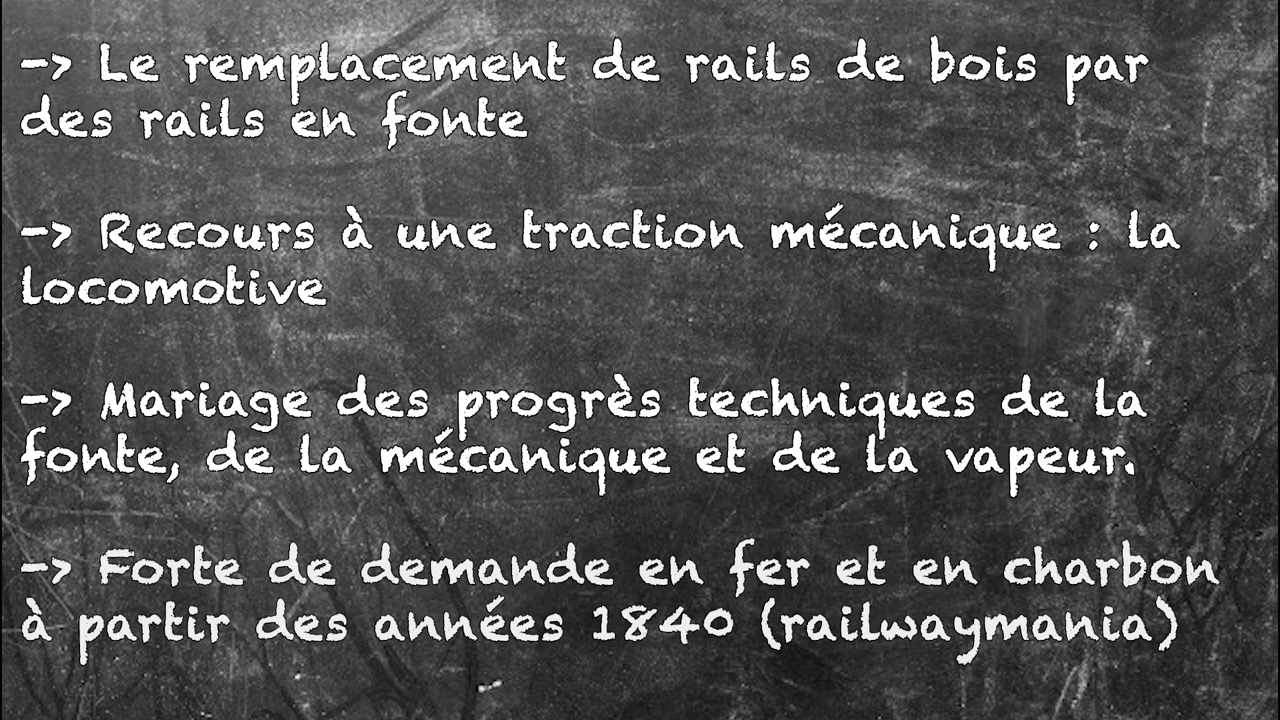 –> Le remplacement de rails de bois par
des rails en fonte
–> Recours à une traction mécanique : la
locomotive
–> Mariage des progrès techniques de la
fonte, de la mécanique et de la vapeur.
–> Forte de demande en fer et en charbon
à partir des années 1840 (railwaymania)